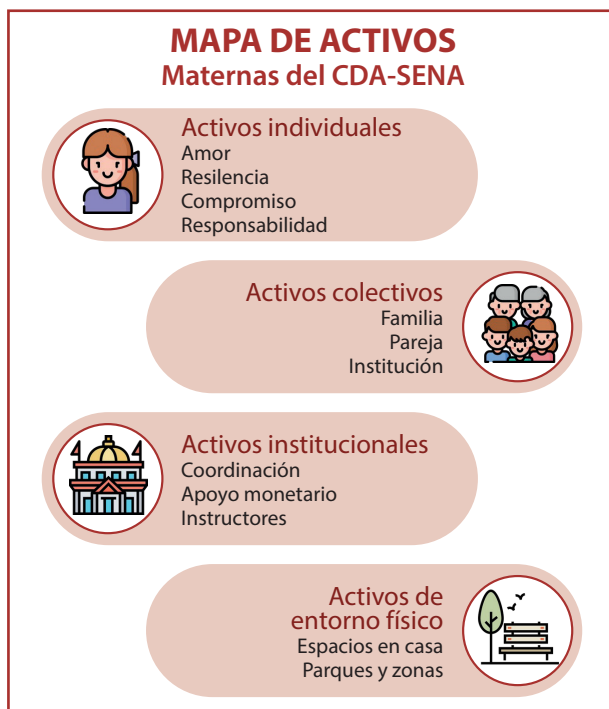 MAPA DE ACTIVOS
Maternas del CDA-SENA
Activos individuales
Amor
Resilencia
Compromiso
Responsabilidad
Activos colectivos
Familia
Pareja
Institución
Activos institucionales
Coordinación
Apoyo monetario
Instructores
Activos de
entorno físico
Espacios en casa
Parques y zonas